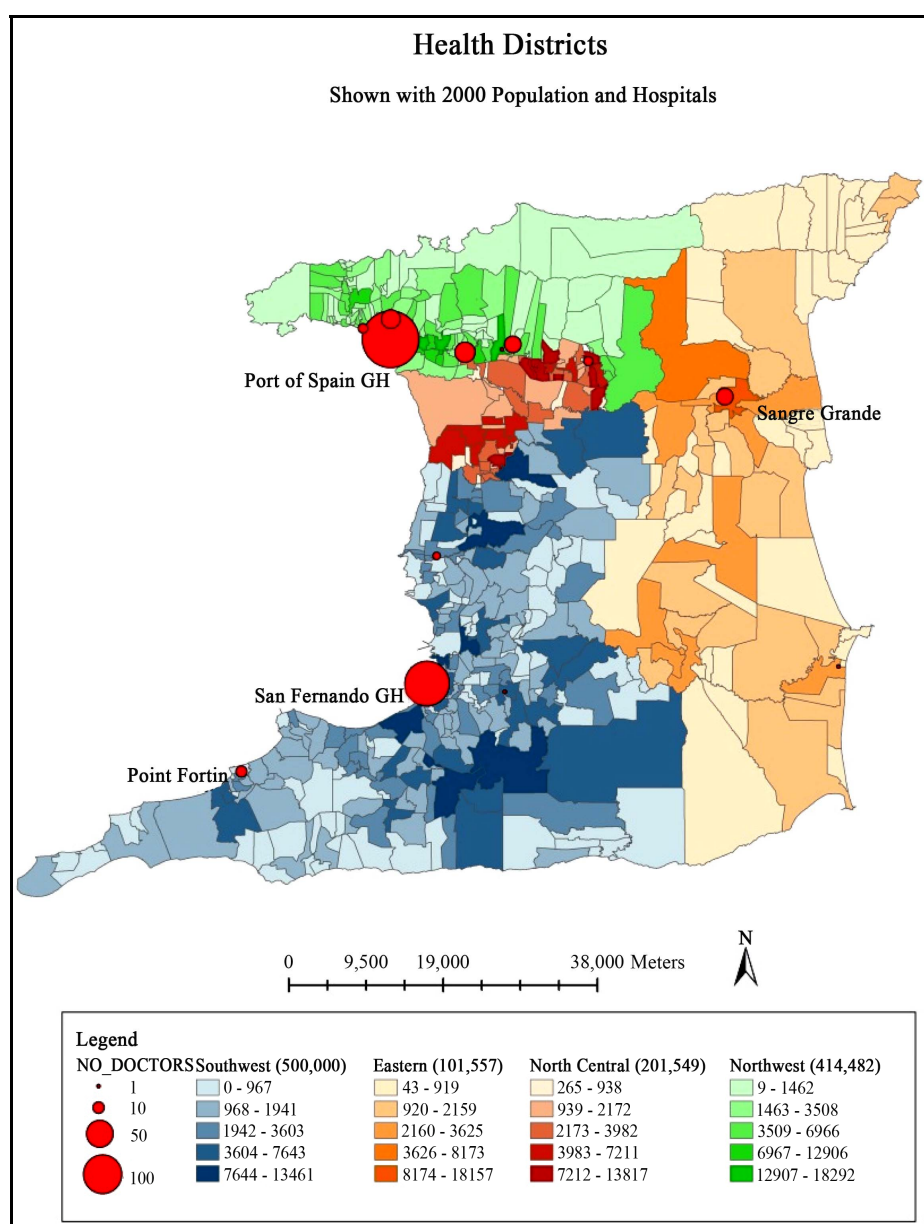 Health Districts
Shown with 2000 Population and Hospitals
Port of Spain GH
Sangre Grande
San Fernando GH
Point Fortin
N
0 9,500 19,000 38,000 Meters
Legend
NO_DOCTORS Southwest (500,000) Eastern (101,557) North Central (201,549) Northwest (414,482)
1 0 - 967 43 - 919 265 - 938 9 - 1462
10 968 - 1941 920 - 2159 939 - 2172 1463 - 3508
50 1942 - 3603 2160 - 3625 2173 - 3982 3509 - 6966
3604 - 7643 3626 - 8173 3983 - 7211 6967 - 12906
100 7644 - 13461 8174 - 18157 7212 - 13817 12907 - 18292